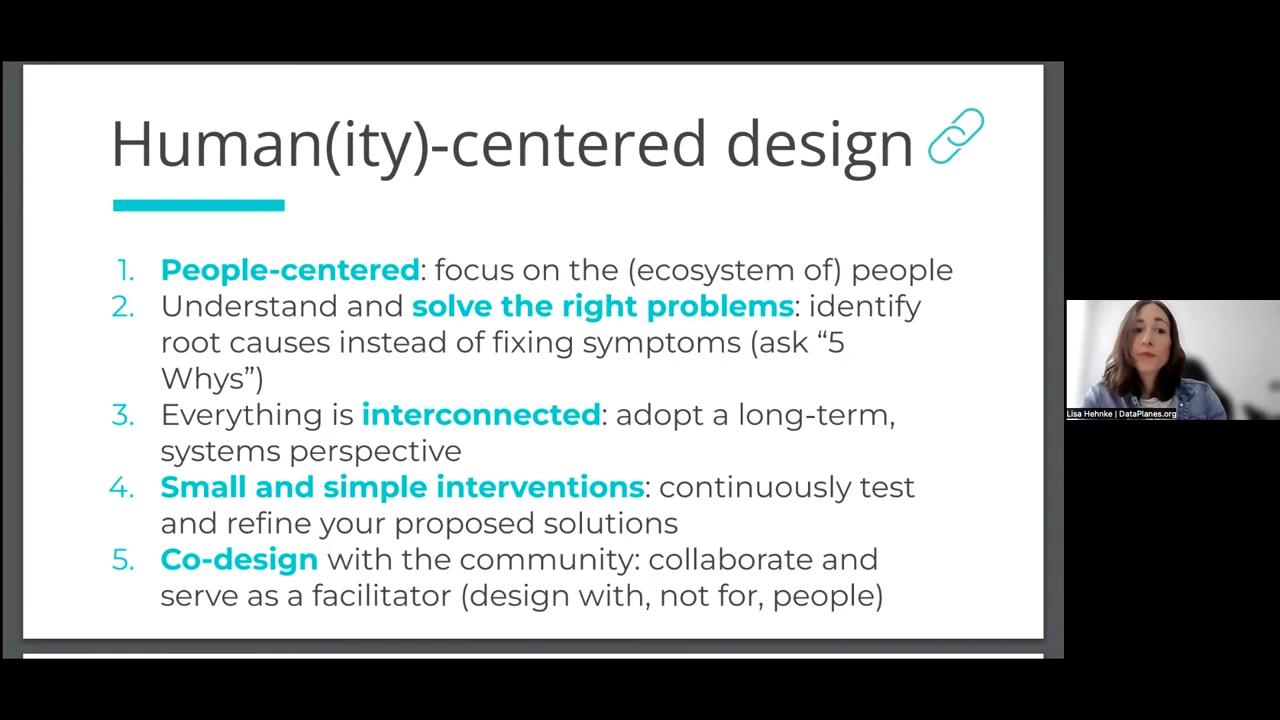 Human(ity)-centered design
1. People-centered: focus on the (ecosystem of) people
2. Understand and solve the right problems: identify
root causes instead of fixing symptoms (ask “5
Whys”)
3. Everything is interconnected: adopt a long-term,
systems perspective
4. Small and simple interventions: continuously test
and refine your proposed solutions
5. Co-design with the community: collaborate and
serve as a facilitator (design with, not for, people)
Lisa Hehnke | DataPlanes.org